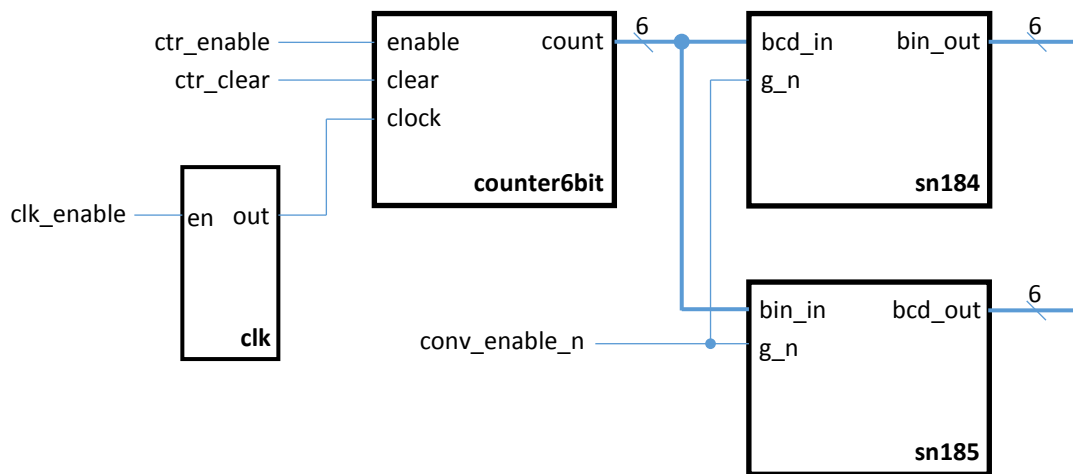 ctr_enable
ctr_clear
enable
clear
clock
count
counter6bit
6
bcd_in
g_n
bin_out
sn184
6
clk_enable
en
out
clk
conv_enable_n
bin_in
g_n
bcd_out
sn185
6